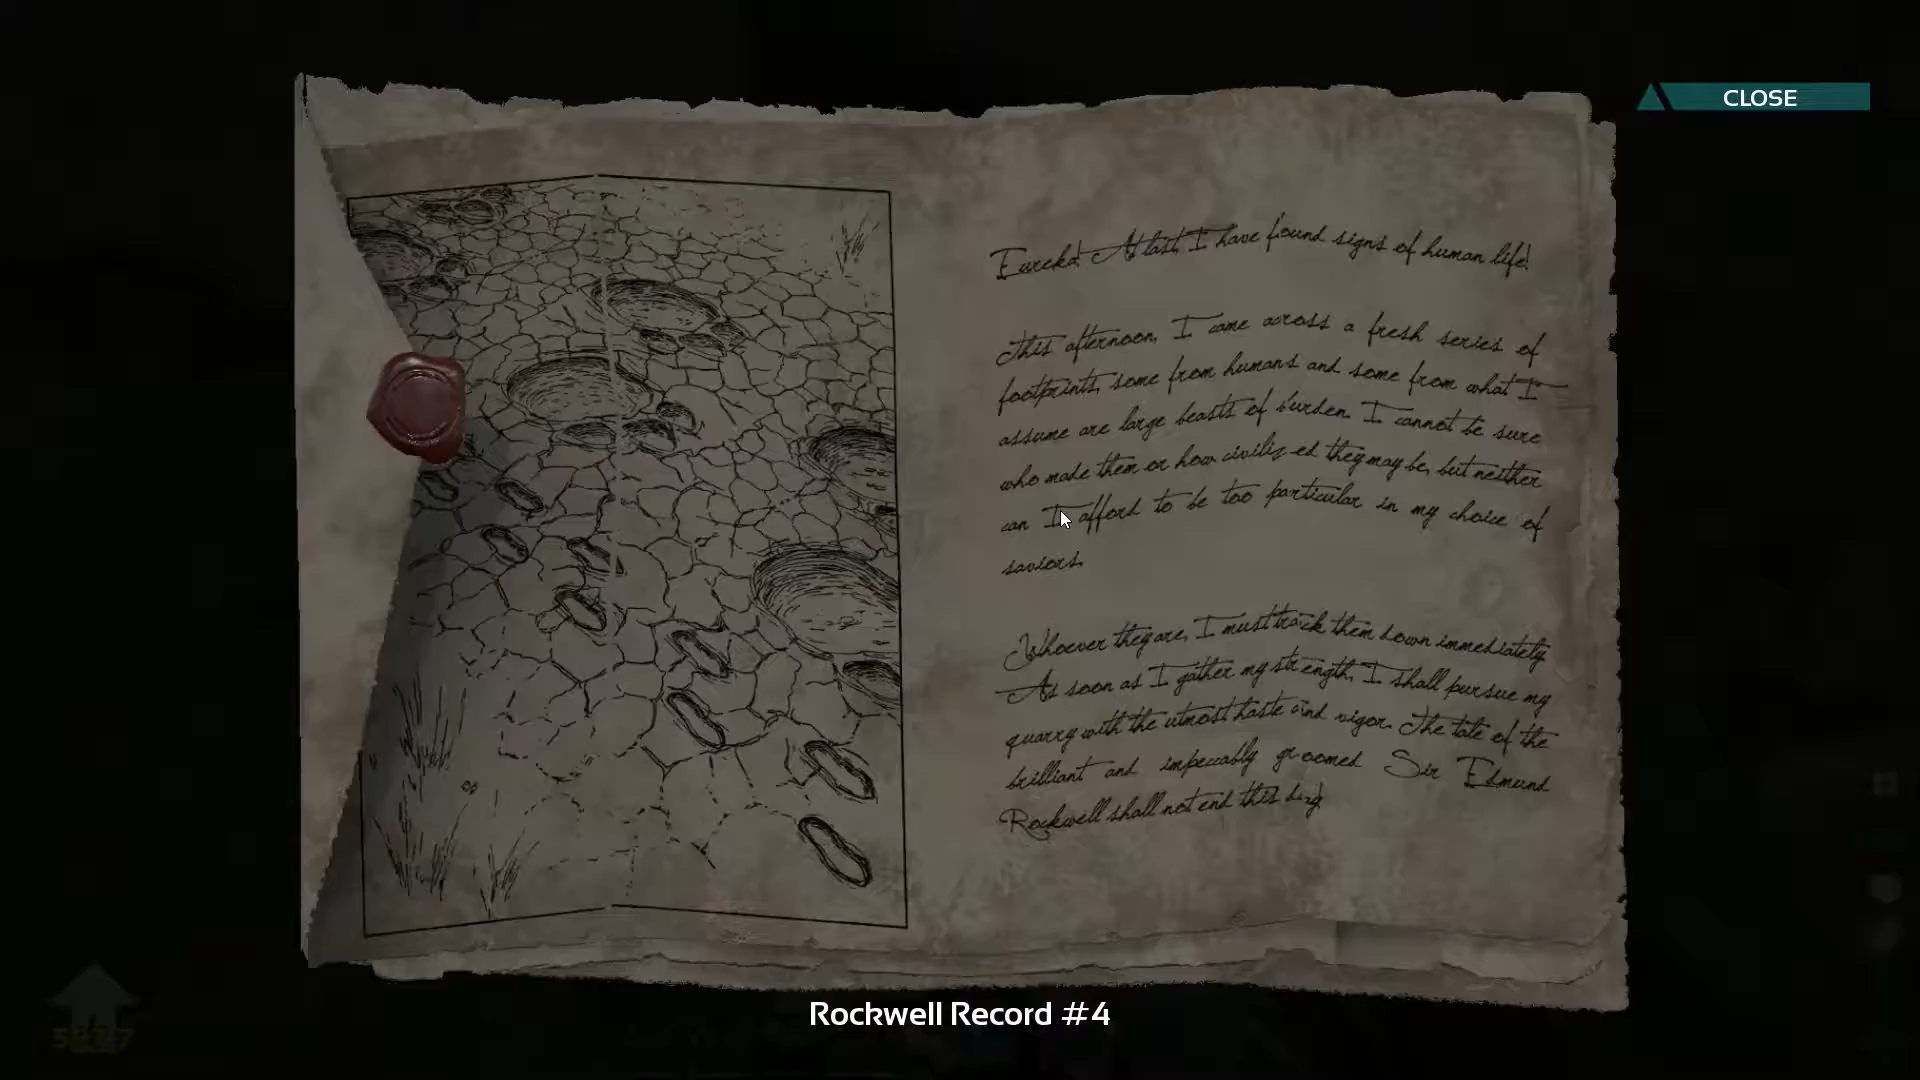 CLOSE
Eureka! At last, I have found signs of human life!
This afternoon, I came across a fresh series of
footprints, some from humans and some from what I
assume are large beasts of burden. I cannot be sure
who made them or how civilized they may be, but neither
can I afford to be too particular in my choice of
saviors.
Whoever they are, I must track them down immediately.
As soon as I gather my strength, I shall pursue my
quarry with the utmost haste and vigor. The tale of the
brilliant and impeccably groomed Sir Edmund
Rockwell shall not end this day!
Rockwell Record #4